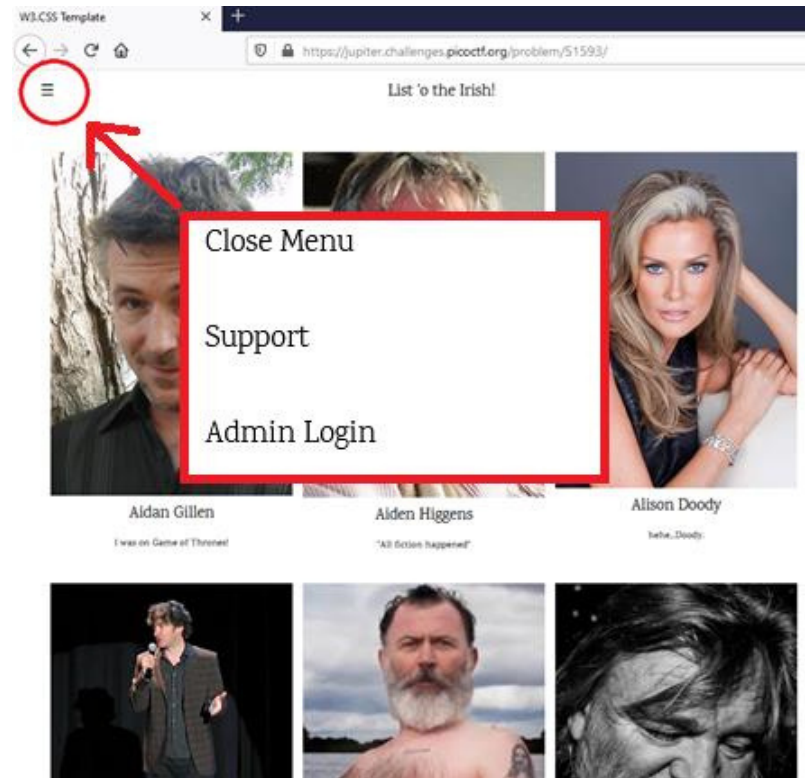 W3.CSS Template
https://jupiter.challenges.picoctf.org/problem/51593/
List 'o the Irish!
Close Menu
Support
Admin Login
Aidan Gillen
Aiden Higgens
Alison Doody
I was on Game of Thrones!
"All fiction happened"
hehe, Doody.